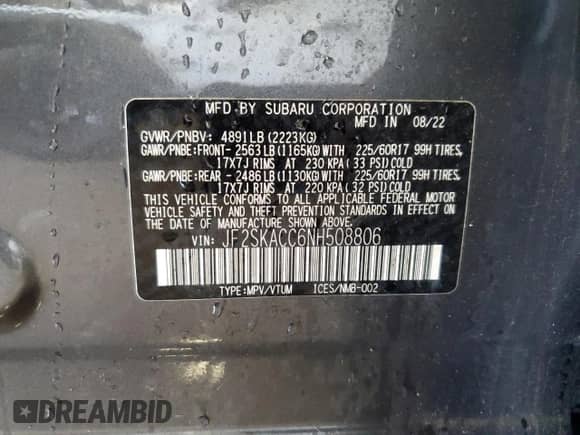 MFD BY SUBARU CORPORATION
MFD IN 08/22
GVWR/PNBV: 4891LB(2223KG)
GAWR/PNBE:FRONT- 2563LB(1165KG)WITH 225/60R17 99H TIRES,
17X7J RIMS AT 230 KPA(33 PSI)COLD
GAWR/PNBE:REAR - 2486LB(1130KG)WITH 225/60R17 99H TIRES,
17X7J RIMS AT 220 KPA(32 PSI)COLD
THIS VEHICLE CONFORMS TO ALL APPLICABLE FEDERAL MOTOR
VEHICLE SAFETY AND THEFT PREVENTION STANDARDS IN EFFECT
ON THE DATE OF MANUFACTURE SHOWN ABOVE.
VIN: JF2SKACC6NH508806
TYPE:MPV/VTUM ICES/NMB-002
DREAMBID